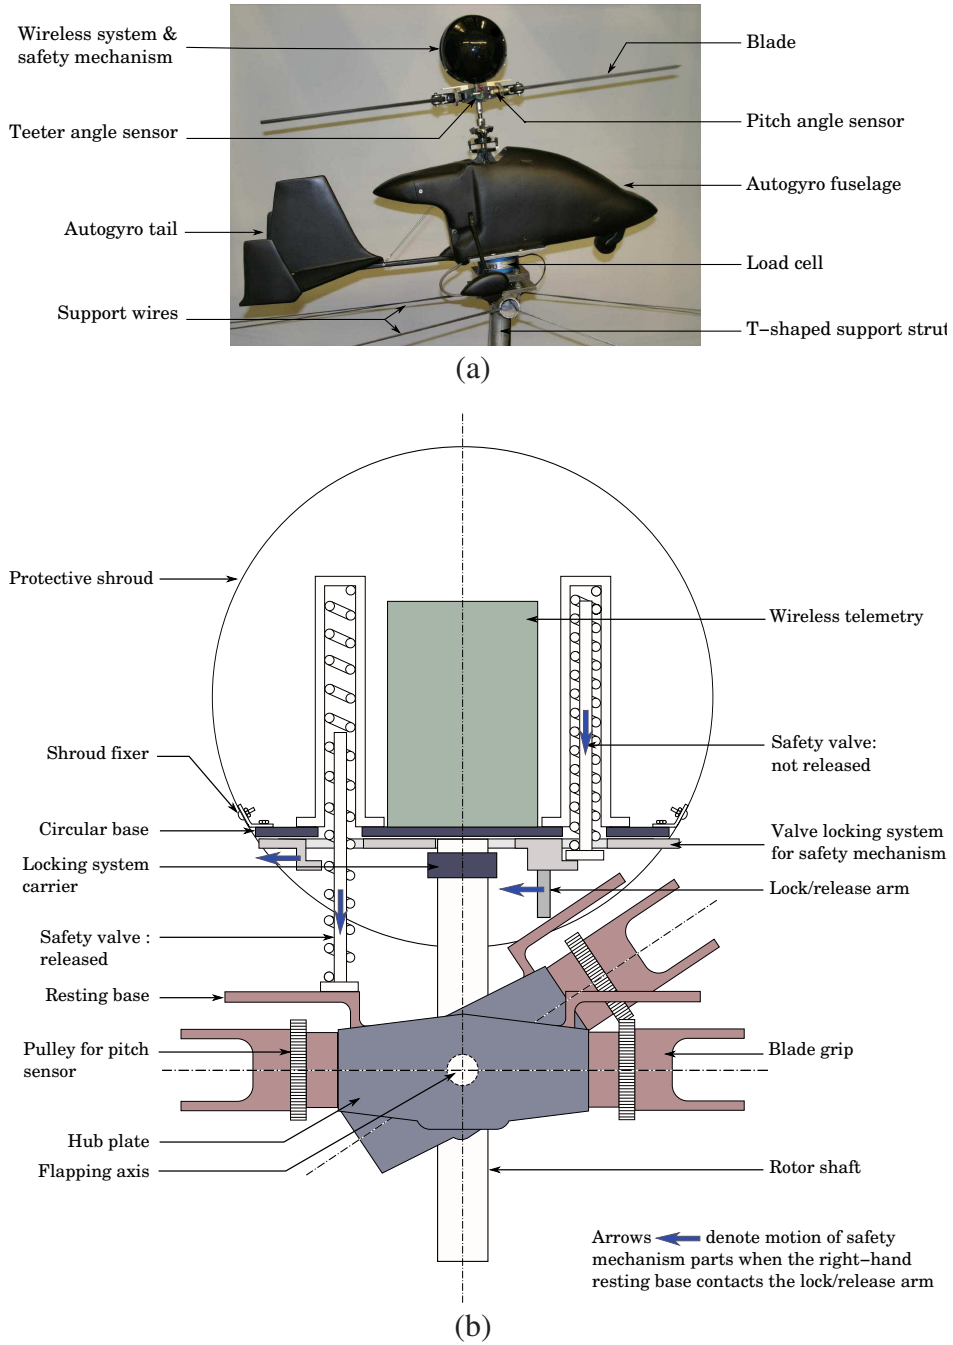 Wireless system &
safety mechanism
Blade
Teeter angle sensor
Pitch angle sensor
Autogyro fuselage
Autogyro tail
Load cell
Support wires
T−shaped support strut
(a)
Protective shroud
Wireless telemetry
Shroud fixer
Safety valve:
not released
Circular base
Valve locking system
for safety mechanism
Locking system
carrier
Lock/release arm
Safety valve :
released
Resting base
Pulley for pitch
sensor
Blade grip
Hub plate
Flapping axis
Rotor shaft
Arrows denote motion of safety
mechanism parts when the right−hand
resting base contacts the lock/release arm
(b)